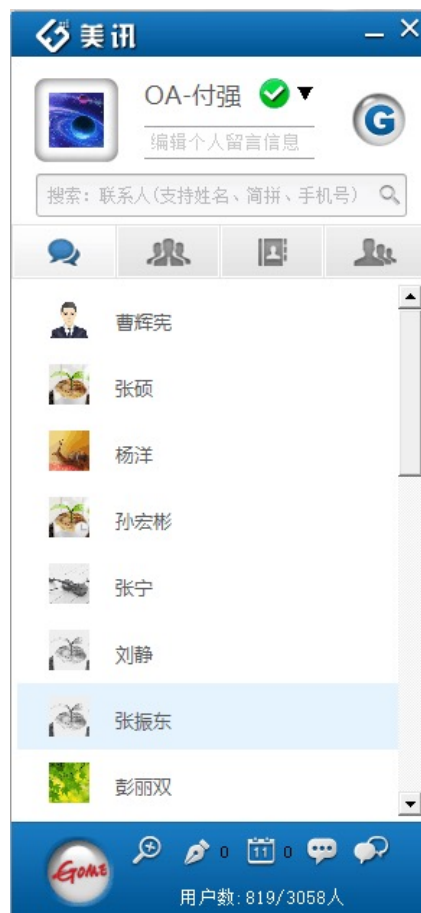 美讯
OA-付强
G
编辑个人留言信息
搜索：联系人(支持姓名、简拼、手机号)
曹辉宪
张硕
杨洋
孙宏彬
张宁
刘静
张振东
彭丽双
GOME
0
11
0
用户数:819/3058人